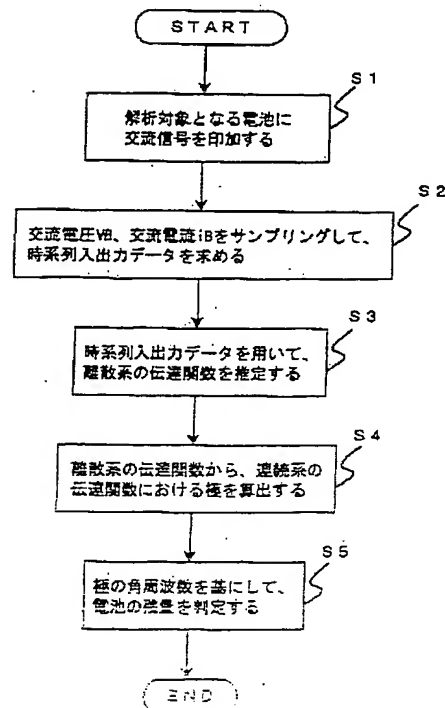 START
S1
解析対象となる電池に
交流信号を印加する
S2
交流電圧VB、交流電流iBをサンプリングして、
時系列入出力データを求める
S3
時系列入出力データを用いて、
離散系の伝達関数を推定する
S4
離散系の伝達関数から、連続系の
伝達関数における極を算出する
S5
極の角周波数を基にして、
電池の残量を判定する
END